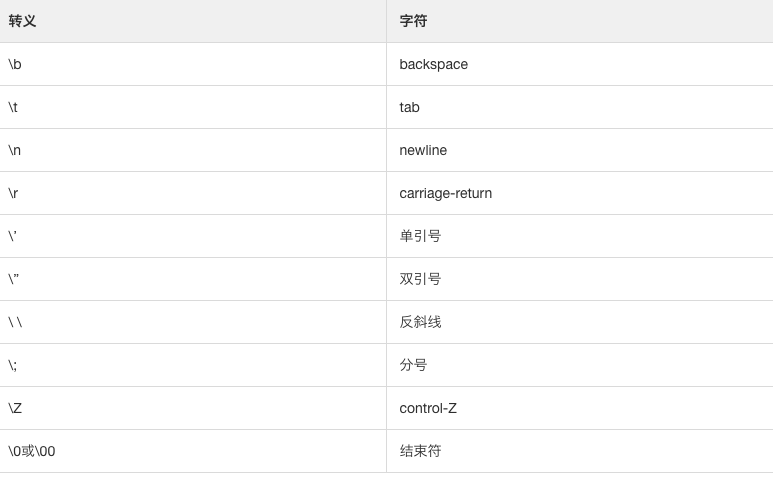 转义 字符
\b backspace
\t tab
\n newline
\r carriage-return
\’ 单引号
\” 双引号
\ \ 反斜线
\; 分号
\Z control-Z
\0或\00 结束符